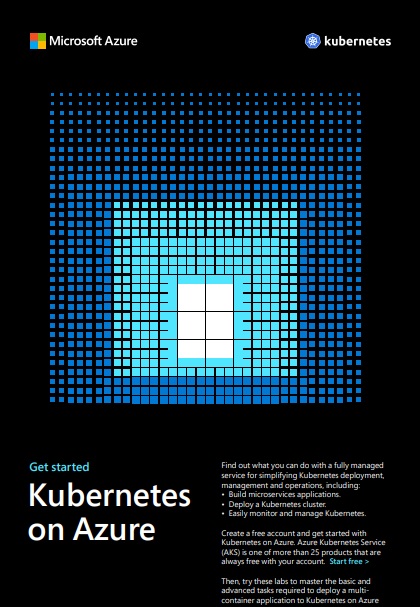 Microsoft Azure
kubernetes
Get started
Kubernetes
on Azure
Find out what you can do with a fully managed
service for simplifying Kubernetes deployment,
management and operations, including:
• Build microservices applications.
• Deploy a Kubernetes cluster.
• Easily monitor and manage Kubernetes.
Create a free account and get started with
Kubernetes on Azure. Azure Kubernetes Service
(AKS) is one of more than 25 products that are
always free with your account. Start free >
Then, try these labs to master the basic and
advanced tasks required to deploy a multi-
container application to Kubernetes on Azure